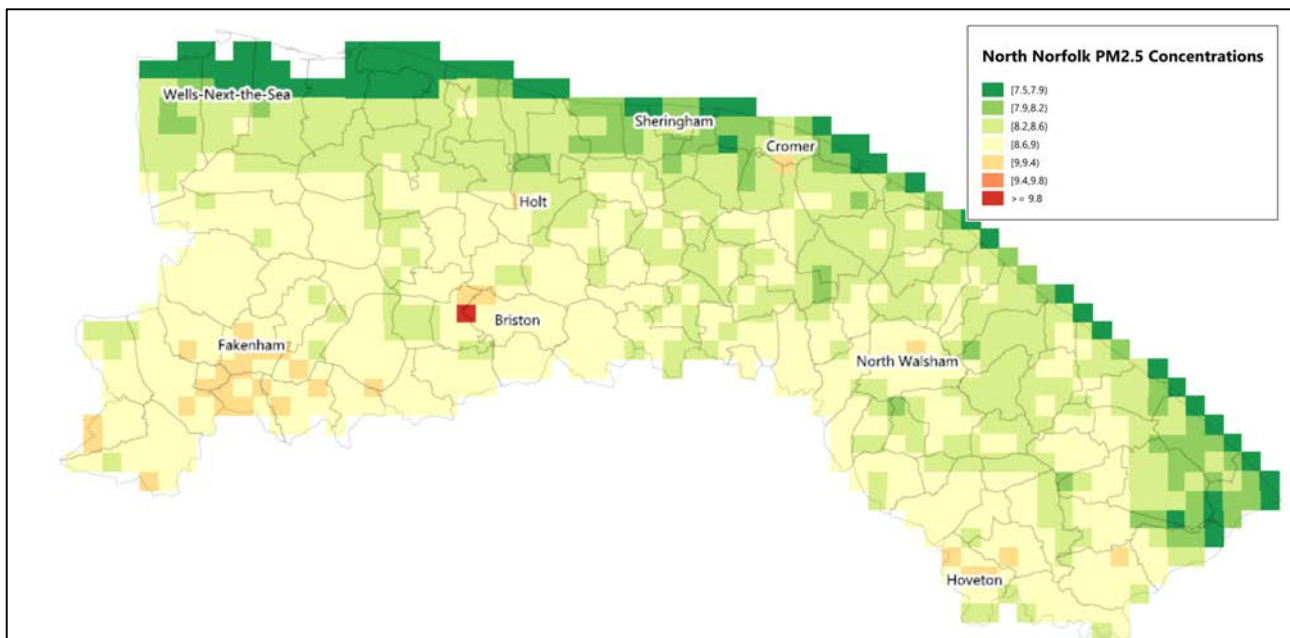 North Norfolk PM2.5 Concentrations
[7.5,7.9)
[7.9,8.2)
[8.2,8.6)
[8.6,9)
[9,9.4)
[9.4,9.8)
>= 9.8
Wells-Next-the-Sea
Sheringham
Cromer
Holt
Briston
Fakenham
North Walsham
Hoveton